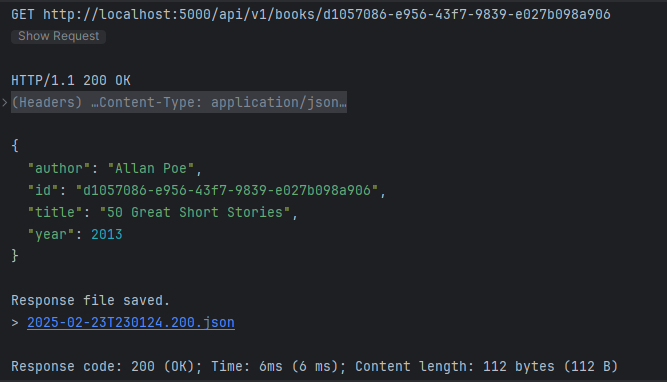 GET http://localhost:5000/api/v1/books/d1057086-e956-43f7-9839-e027b098a906
Show Request
HTTP/1.1 200 OK
(Headers) …Content-Type: application/json…
{
  "author": "Allan Poe",
  "id": "d1057086-e956-43f7-9839-e027b098a906",
  "title": "50 Great Short Stories",
  "year": 2013
}
Response file saved.
> 2025-02-23T230124.200.json
Response code: 200 (OK); Time: 6ms (6 ms); Content length: 112 bytes (112 B)